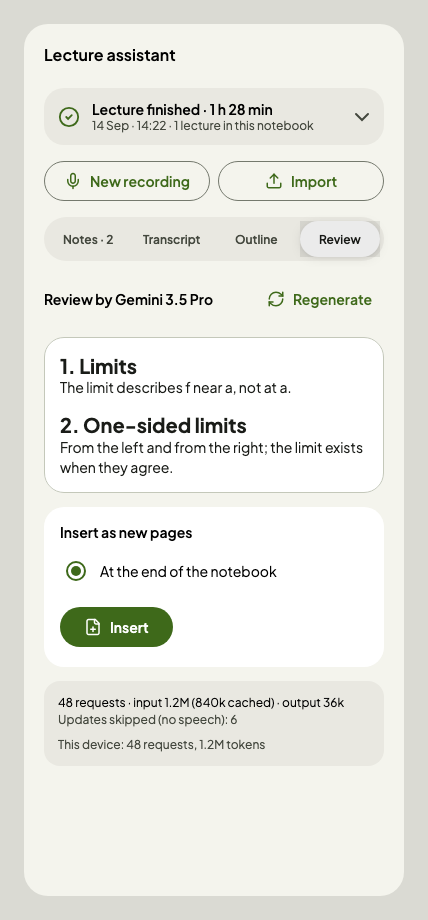 Lecture assistant
Lecture finished · 1 h 28 min
14 Sep · 14:22 · 1 lecture in this notebook
New recording
Import
Notes · 2
Transcript
Outline
Review
Review by Gemini 3.5 Pro
Regenerate
1. Limits
The limit describes f near a, not at a.
2. One-sided limits
From the left and from the right; the limit exists
when they agree.
Insert as new pages
At the end of the notebook
Insert
48 requests · input 1.2M (840k cached) · output 36k
Updates skipped (no speech): 6
This device: 48 requests, 1.2M tokens